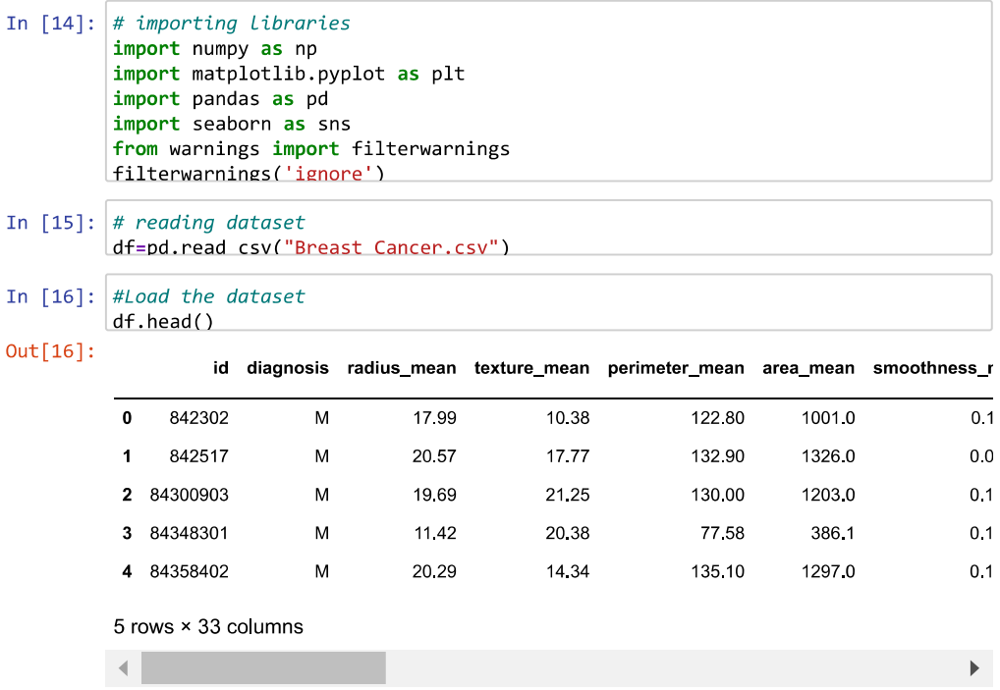 In [14]: # importing Libraries
import numpy as np
import matplotlib.pyplot as plt
import pandas as pd
import seaborn as sns
from warnings import filterwarnings
filterwarnings('ignore')
In [15]: # reading dataset
df=pd.read_csv("Breast Cancer.csv")
In [16]: #Load the dataset
df.head()
Out[16]:
id diagnosis radius_mean texture_mean perimeter_mean area_mean smoothness_
0 842302 M 17.99 10.38 122.80 1001.0 0.1
1 842517 M 20.57 17.77 132.90 1326.0 0.0
2 84300903 M 19.69 21.25 130.00 1203.0 0.1
3 84348301 M 11.42 20.38 77.58 386.1 0.1
4 84358402 M 20.29 14.34 135.10 1297.0 0.1
5 rows × 33 columns